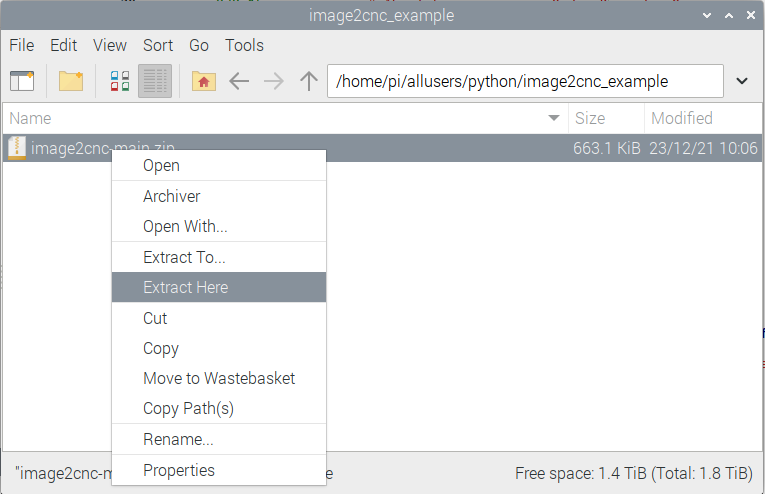 image2cnc_example
File Edit View Sort Go Tools
/home/pi/allusers/python/image2cnc_example
Name Size Modified
image2cnc-main.zip 663.1 KiB 23/12/21 10:06
Open
Archiver
Open With...
Extract To...
Extract Here
Cut
Copy
Move to Wastebasket
Copy Path(s)
Rename...
Properties
"image2cnc-m Free space: 1.4 TiB (Total: 1.8 TiB)